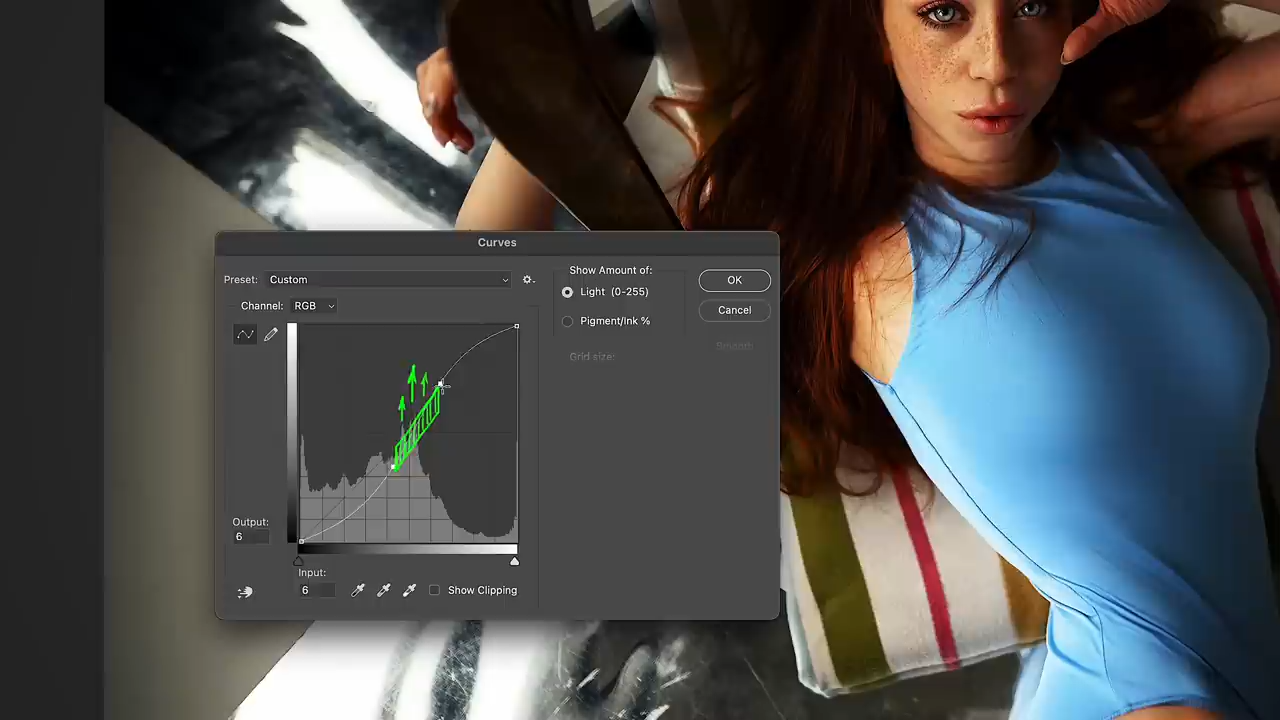 Curves
Preset: Custom
Channel: RGB
Show Amount of:
Light (0-255)
Pigment/Ink %
Grid size:
OK
Cancel
Smooth
Output:
6
Input:
6
Show Clipping